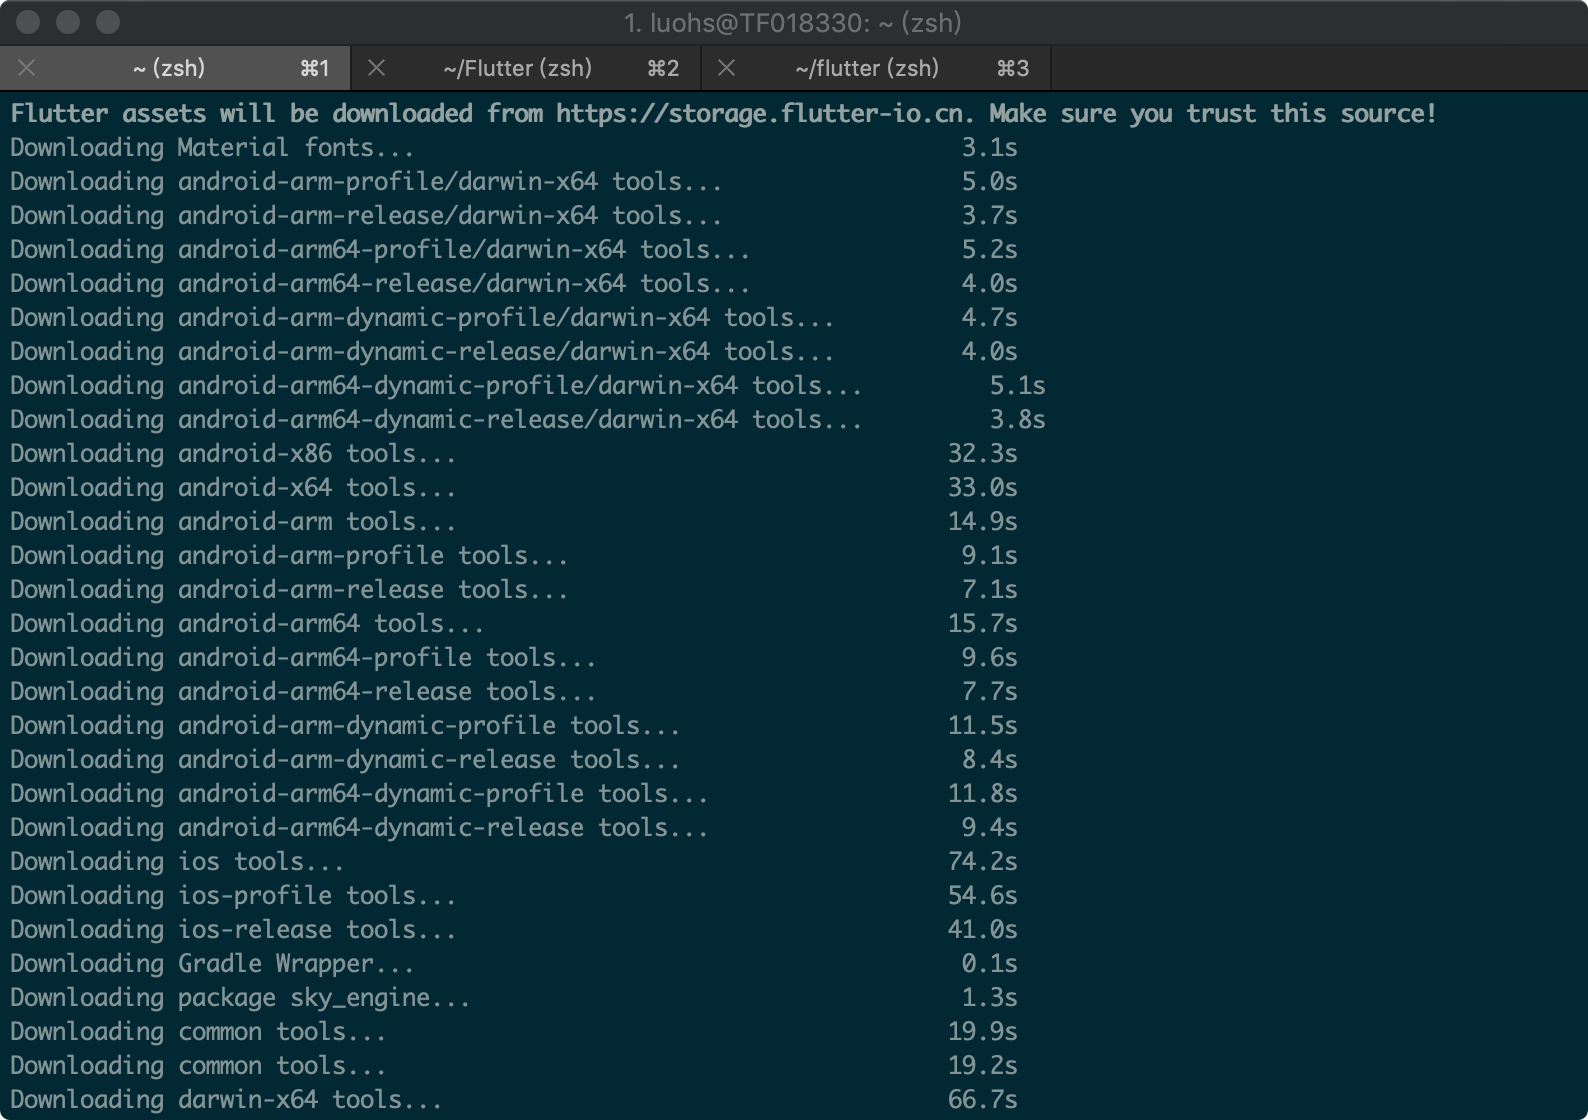 1. luohs@TF018330: ~ (zsh)
~ (zsh) ⌘1 ~/Flutter (zsh) ⌘2 ~/flutter (zsh) ⌘3
Flutter assets will be downloaded from https://storage.flutter-io.cn. Make sure you trust this source!
Downloading Material fonts... 3.1s
Downloading android-arm-profile/darwin-x64 tools... 5.0s
Downloading android-arm-release/darwin-x64 tools... 3.7s
Downloading android-arm64-profile/darwin-x64 tools... 5.2s
Downloading android-arm64-release/darwin-x64 tools... 4.0s
Downloading android-arm-dynamic-profile/darwin-x64 tools... 4.7s
Downloading android-arm-dynamic-release/darwin-x64 tools... 4.0s
Downloading android-arm64-dynamic-profile/darwin-x64 tools... 5.1s
Downloading android-arm64-dynamic-release/darwin-x64 tools... 3.8s
Downloading android-x86 tools... 32.3s
Downloading android-x64 tools... 33.0s
Downloading android-arm tools... 14.9s
Downloading android-arm-profile tools... 9.1s
Downloading android-arm-release tools... 7.1s
Downloading android-arm64 tools... 15.7s
Downloading android-arm64-profile tools... 9.6s
Downloading android-arm64-release tools... 7.7s
Downloading android-arm-dynamic-profile tools... 11.5s
Downloading android-arm-dynamic-release tools... 8.4s
Downloading android-arm64-dynamic-profile tools... 11.8s
Downloading android-arm64-dynamic-release tools... 9.4s
Downloading ios tools... 74.2s
Downloading ios-profile tools... 54.6s
Downloading ios-release tools... 41.0s
Downloading Gradle Wrapper... 0.1s
Downloading package sky_engine... 1.3s
Downloading common tools... 19.9s
Downloading common tools... 19.2s
Downloading darwin-x64 tools... 66.7s